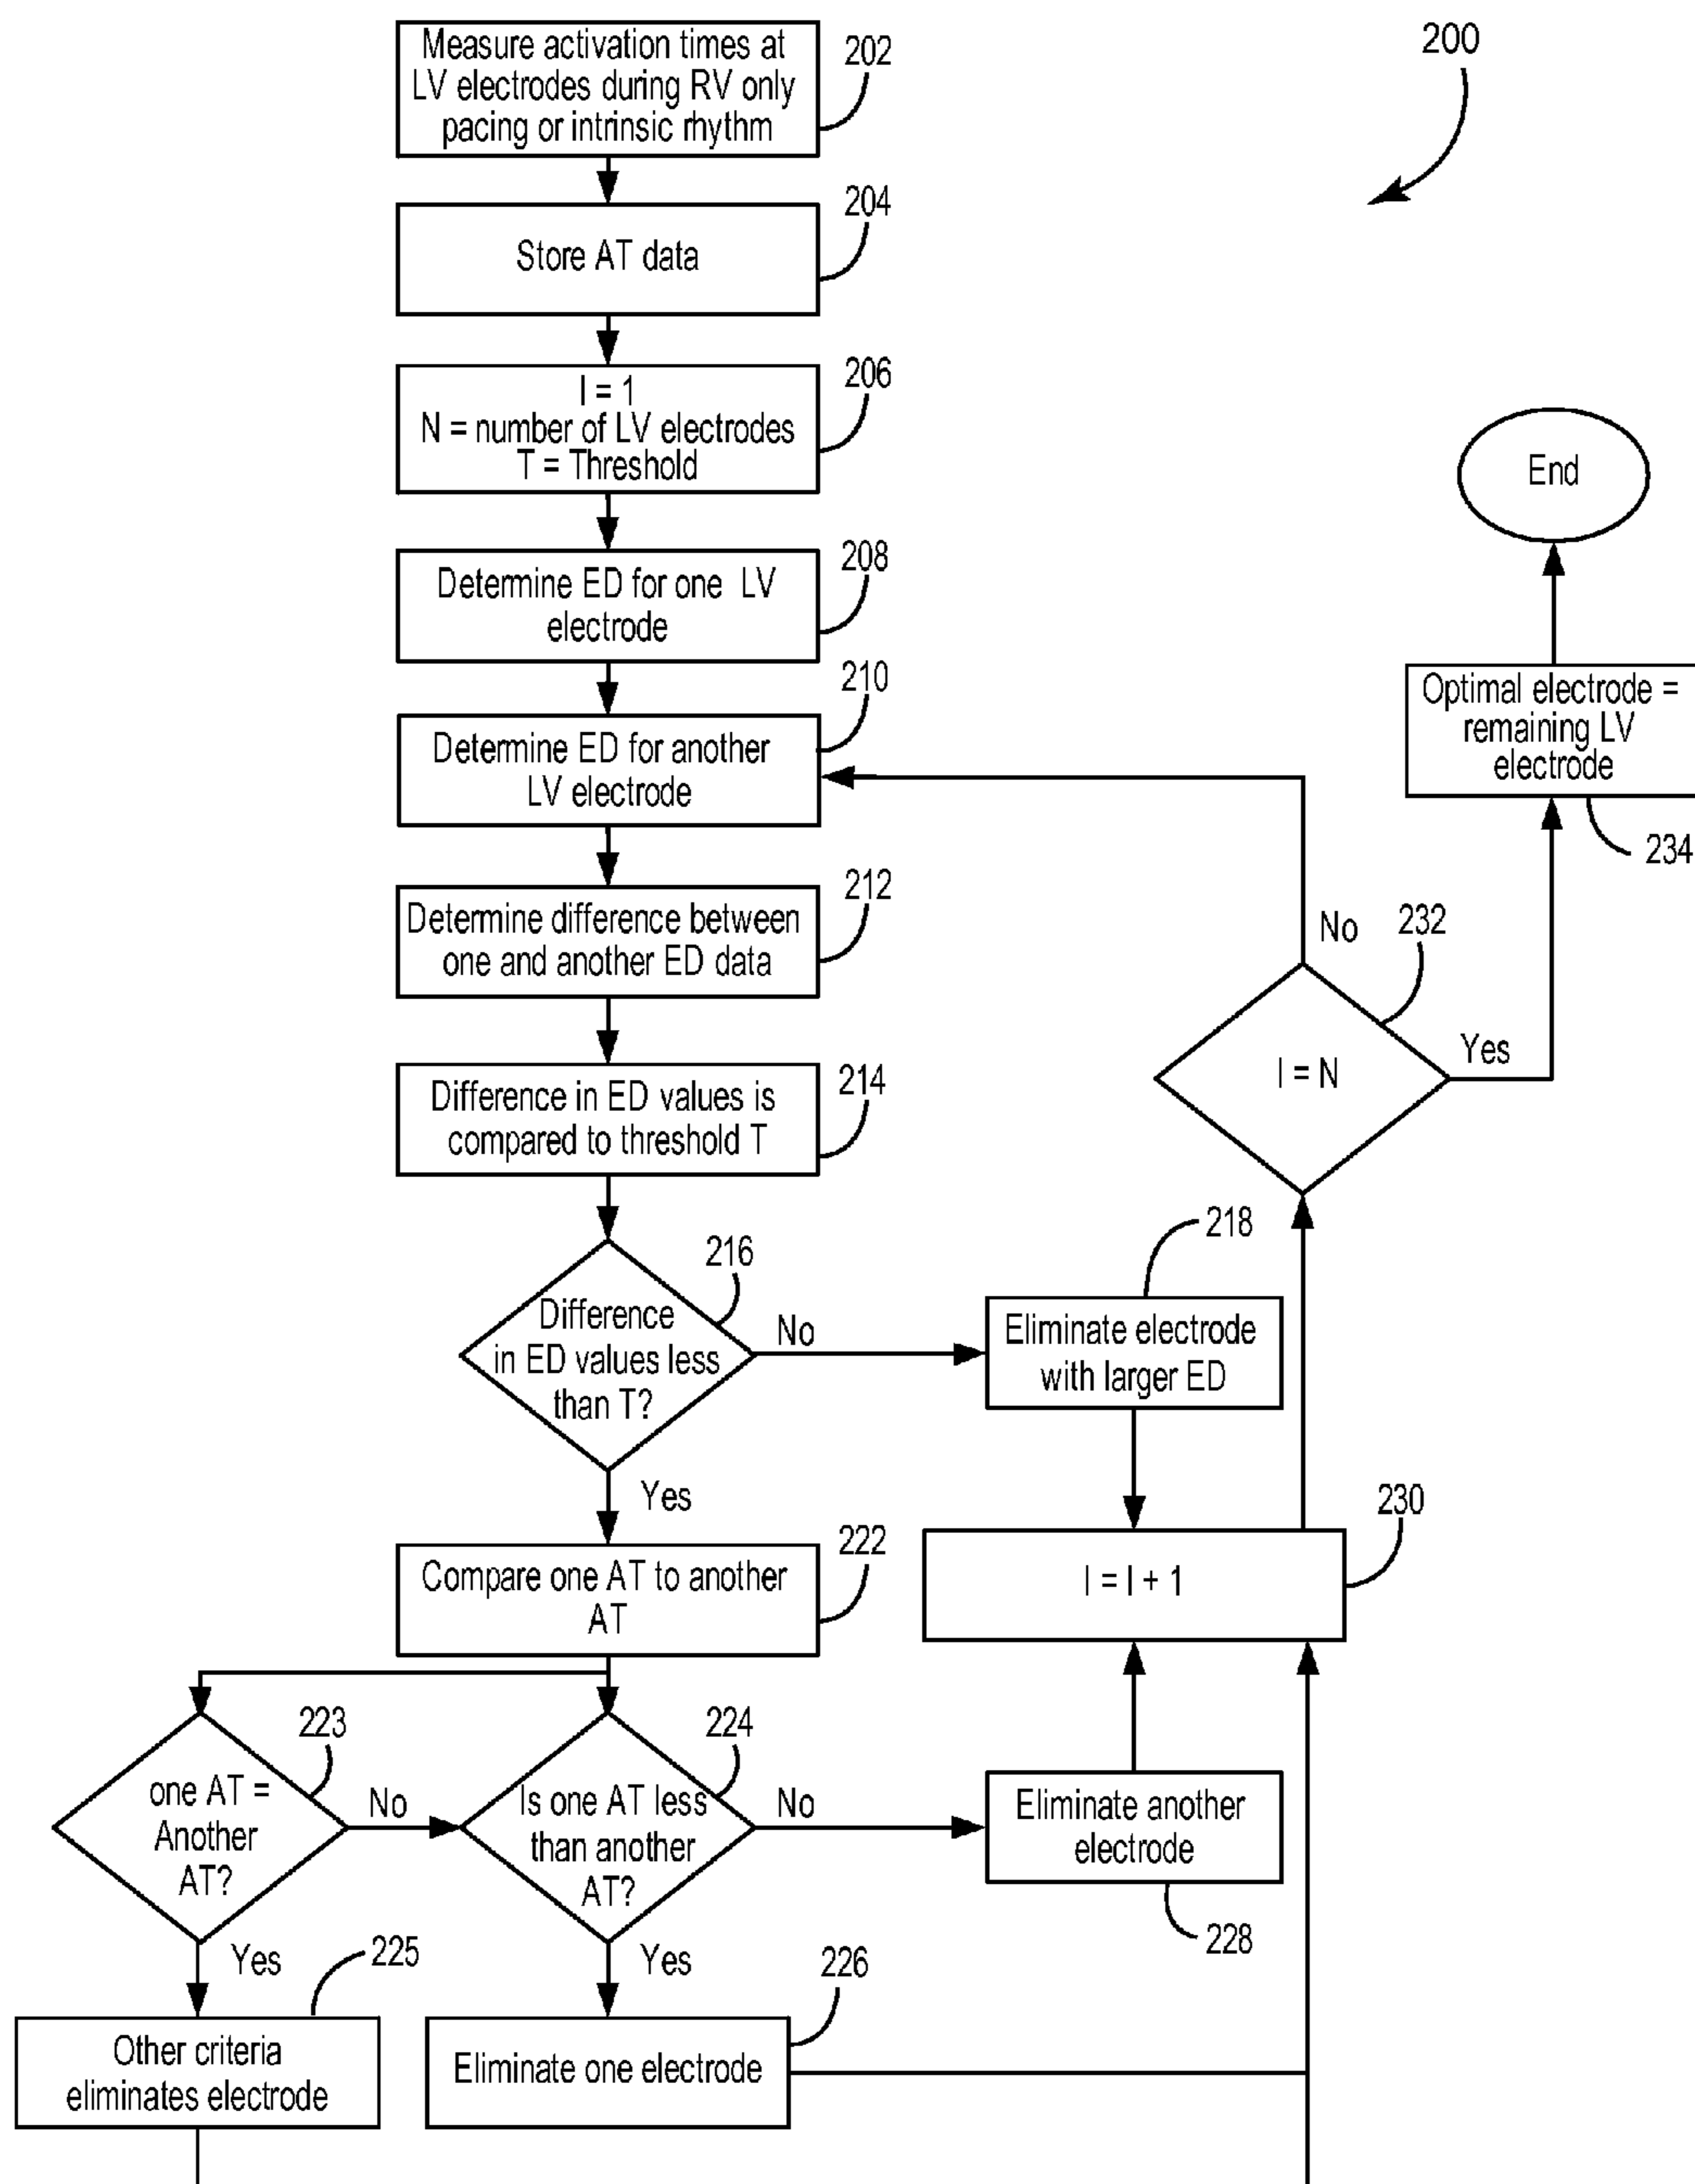 Measure activation times at
LV electrodes during RV only
pacing or intrinsic rhythm
202
200
Store AT data
204
I = 1
N = number of LV electrodes
T = Threshold
206
End
Determine ED for one LV
electrode
208
Determine ED for another
LV electrode
210
Optimal electrode =
remaining LV
electrode
234
Determine difference between
one and another ED data
212
No
232
I = N
Yes
Difference in ED values is
compared to threshold T
214
Difference
in ED values less
than T?
216
No
Eliminate electrode
with larger ED
218
Yes
Compare one AT to another
AT
222
I = I + 1
230
one AT =
Another
AT?
223
No
Is one AT less
than another
AT?
224
No
Eliminate another
electrode
228
Yes
225
Yes
226
Other criteria
eliminates electrode
Eliminate one electrode